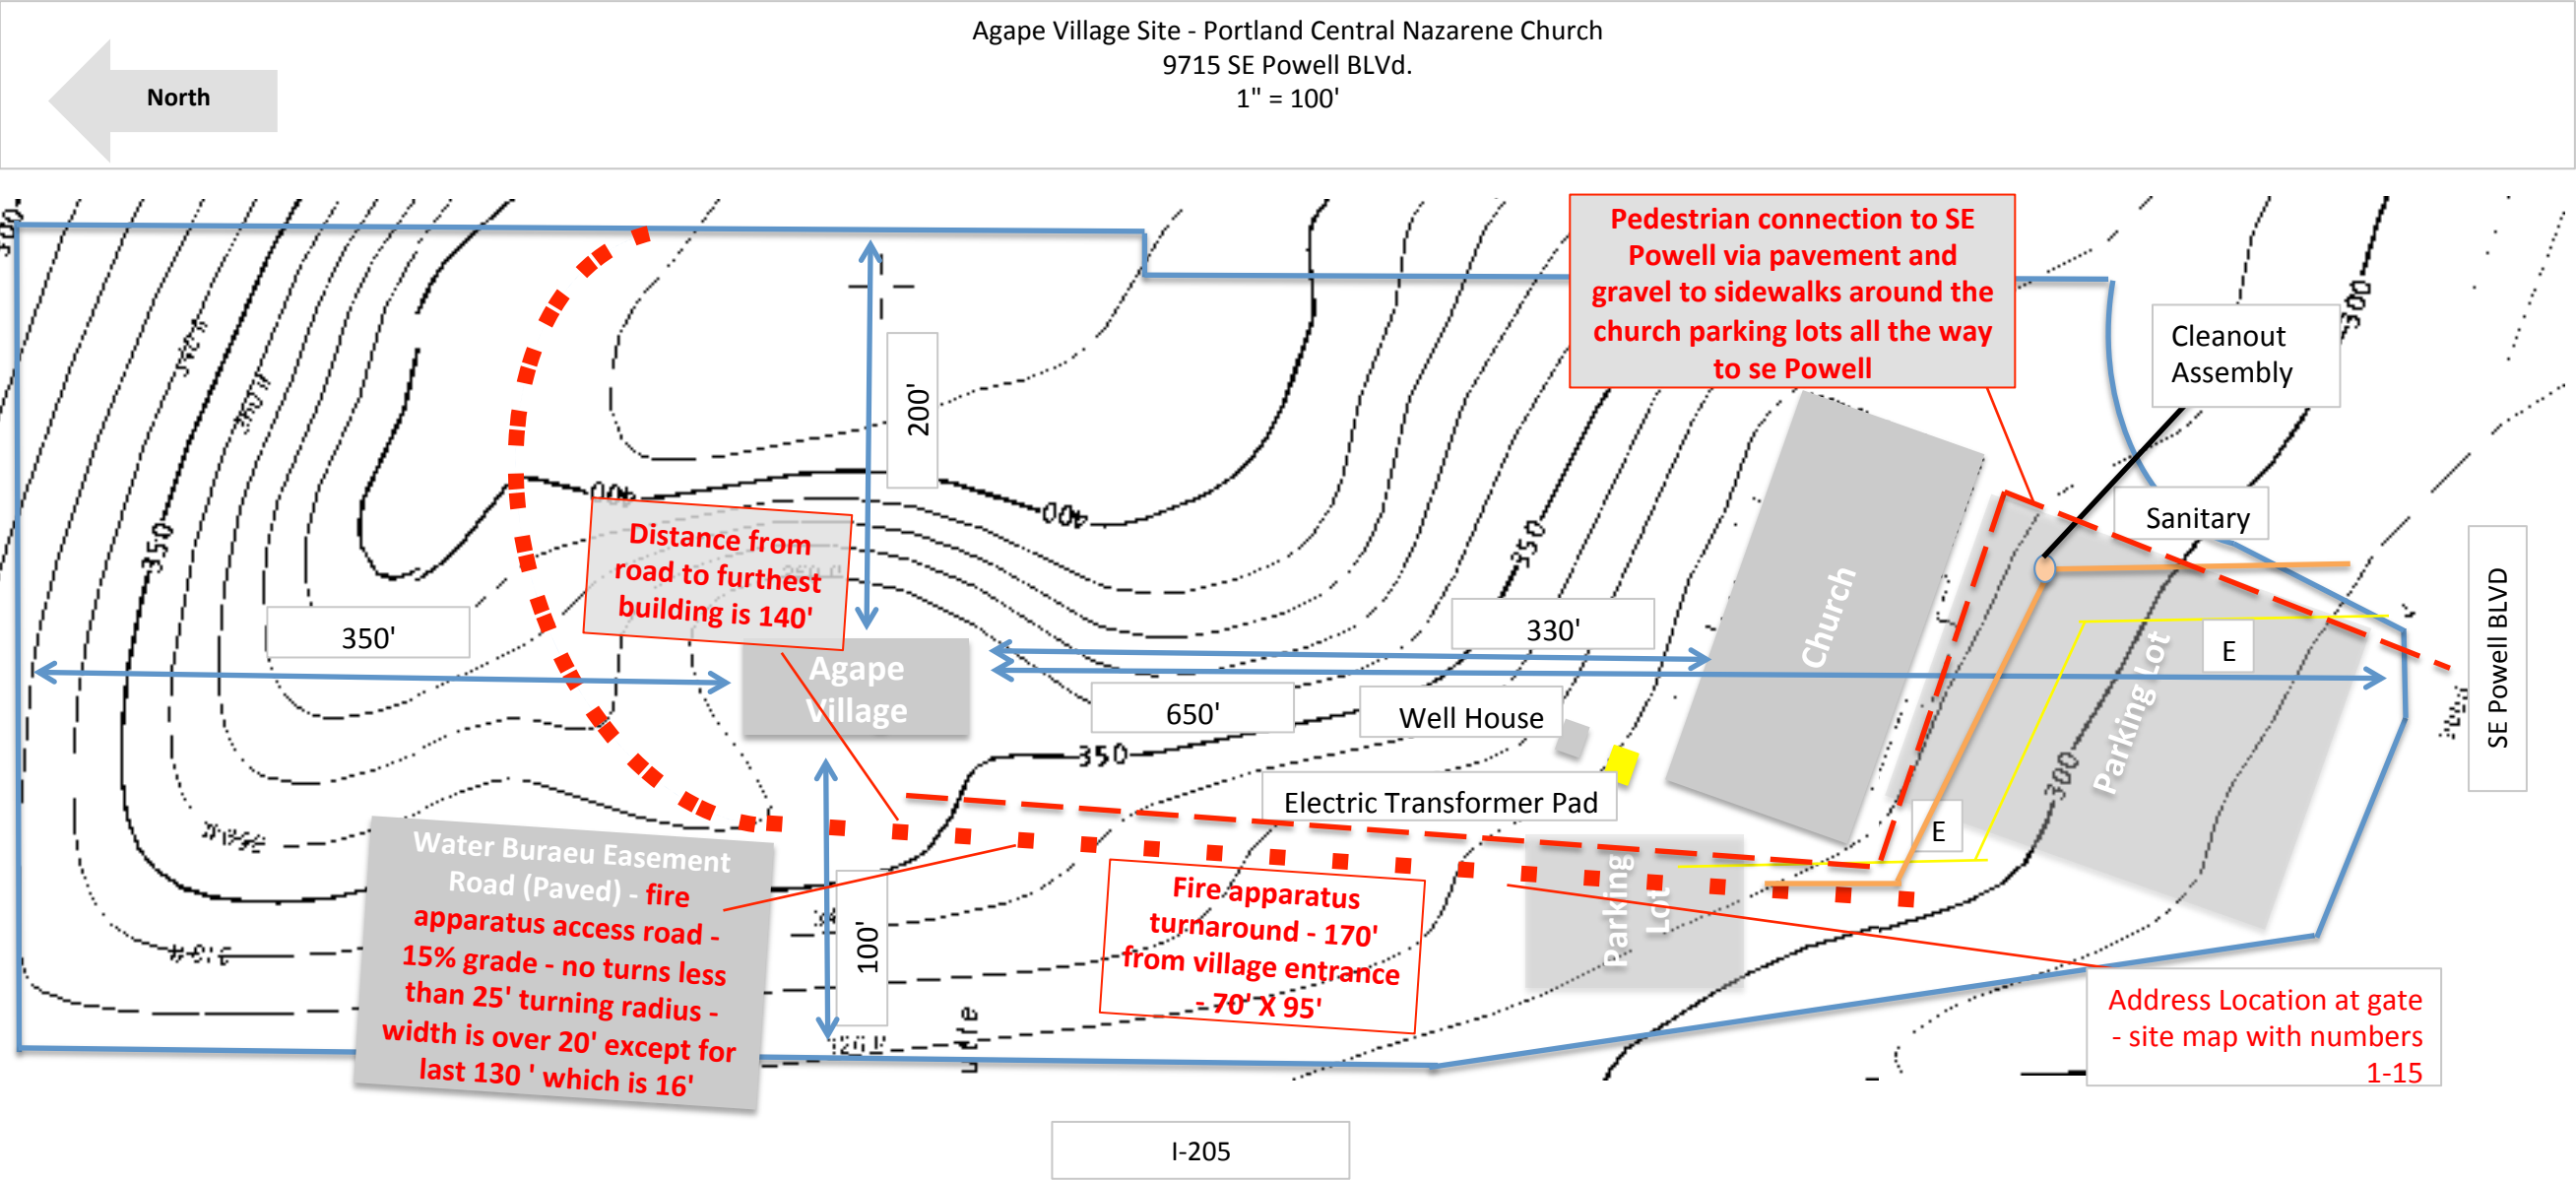 Agape Village Site - Portland Central Nazarene Church
9715 SE Powell BLVd.
1" = 100'
North
Pedestrian connection to SE
Powell via pavement and
gravel to sidewalks around the
church parking lots all the way
to se Powell
Cleanout
Assembly
300
200'
Sanitary
400
400
350
350
Distance from
road to furthest
building is 140'
350'
330'
Church
E
SE Powell BLVD
Agape
Village
650'
Well House
Parking Lot
350
300
Electric Transformer Pad
E
Water Buraeu Easement
Road (Paved) - fire
apparatus access road -
15% grade - no turns less
than 25' turning radius -
width is over 20' except for
last 130 ' which is 16'
100'
Fire apparatus
turnaround - 170'
from village entrance
- 70' X 95'
Parking
Lot
Address Location at gate
- site map with numbers
1-15
I-205